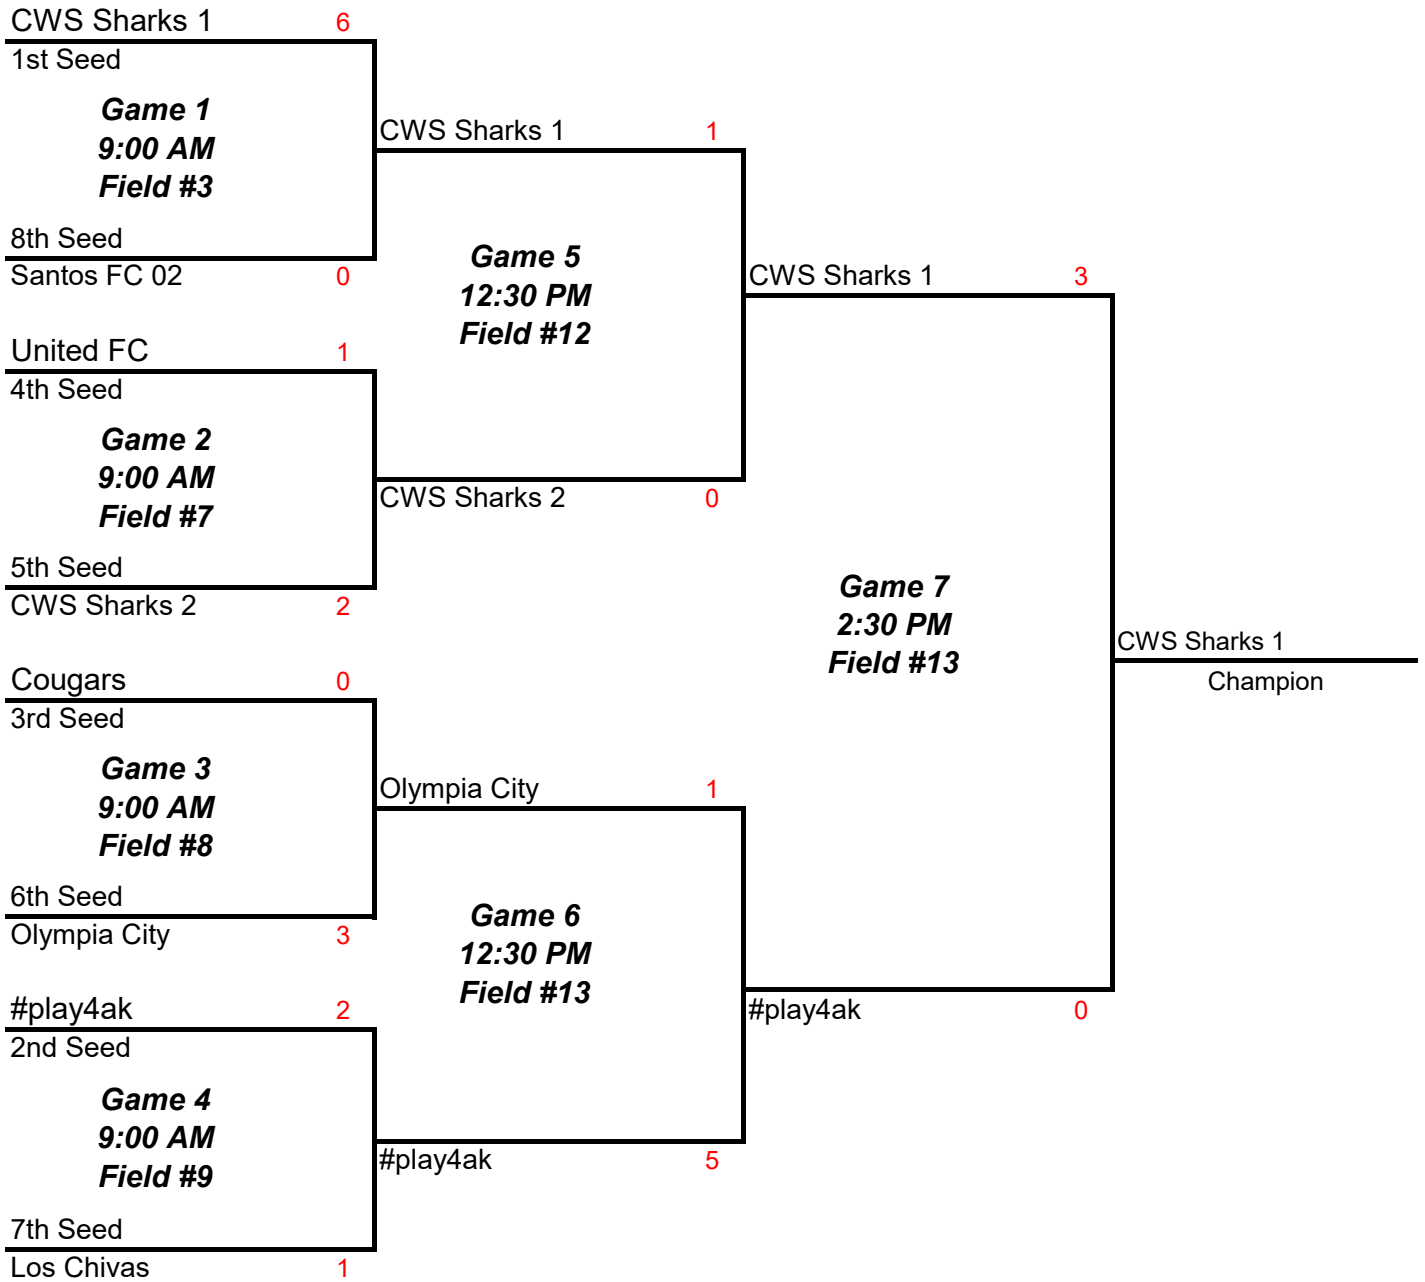 CWS Sharks 1 6
1st Seed
Game 1
9:00 AM
Field #3
8th Seed
Santos FC 02 0
United FC 1
4th Seed
Game 2
9:00 AM
Field #7
5th Seed
CWS Sharks 2 2
Cougars 0
3rd Seed
Game 3
9:00 AM
Field #8
6th Seed
Olympia City 3
#play4ak 2
2nd Seed
Game 4
9:00 AM
Field #9
7th Seed
Los Chivas 1
CWS Sharks 1 1
Game 5
12:30 PM
Field #12
CWS Sharks 2 0
Olympia City 1
Game 6
12:30 PM
Field #13
#play4ak 5
CWS Sharks 1 3
Game 7
2:30 PM
Field #13
#play4ak 0
CWS Sharks 1
Champion